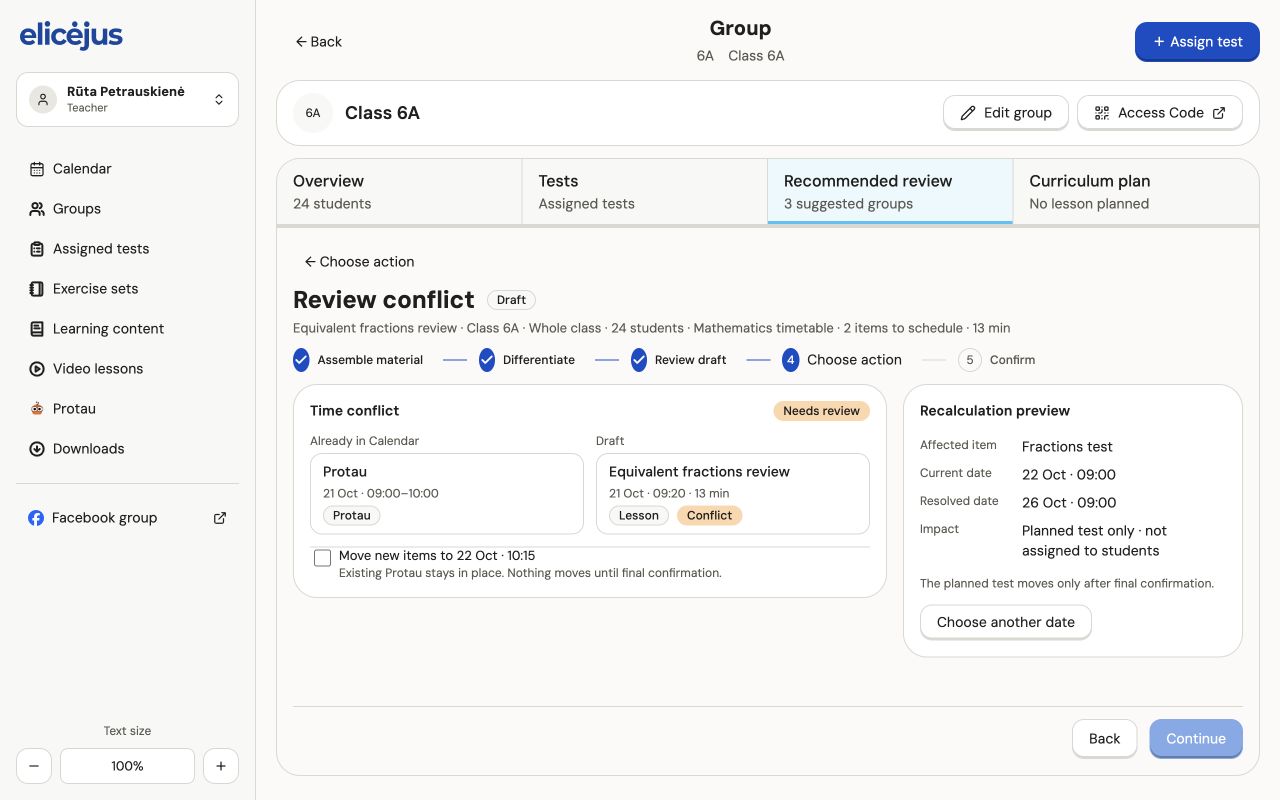 elicėjus
Rūta Petrauskienė
Teacher
Calendar
Groups
Assigned tests
Exercise sets
Learning content
Video lessons
Protau
Downloads
Facebook group
Text size
− 100% +
← Back
Group
6A Class 6A
+ Assign test
6A Class 6A
Edit group
Access Code
Overview
24 students
Tests
Assigned tests
Recommended review
3 suggested groups
Curriculum plan
No lesson planned
← Choose action
Review conflict Draft
Equivalent fractions review · Class 6A · Whole class · 24 students · Mathematics timetable · 2 items to schedule · 13 min
Assemble material Differentiate Review draft 4 Choose action 5 Confirm
Time conflict Needs review
Already in Calendar
Protau
21 Oct · 09:00–10:00
Protau
Draft
Equivalent fractions review
21 Oct · 09:20 · 13 min
Lesson Conflict
Move new items to 22 Oct · 10:15
Existing Protau stays in place. Nothing moves until final confirmation.
Recalculation preview
Affected item Fractions test
Current date 22 Oct · 09:00
Resolved date 26 Oct · 09:00
Impact Planned test only · not
assigned to students
The planned test moves only after final confirmation.
Choose another date
Back Continue